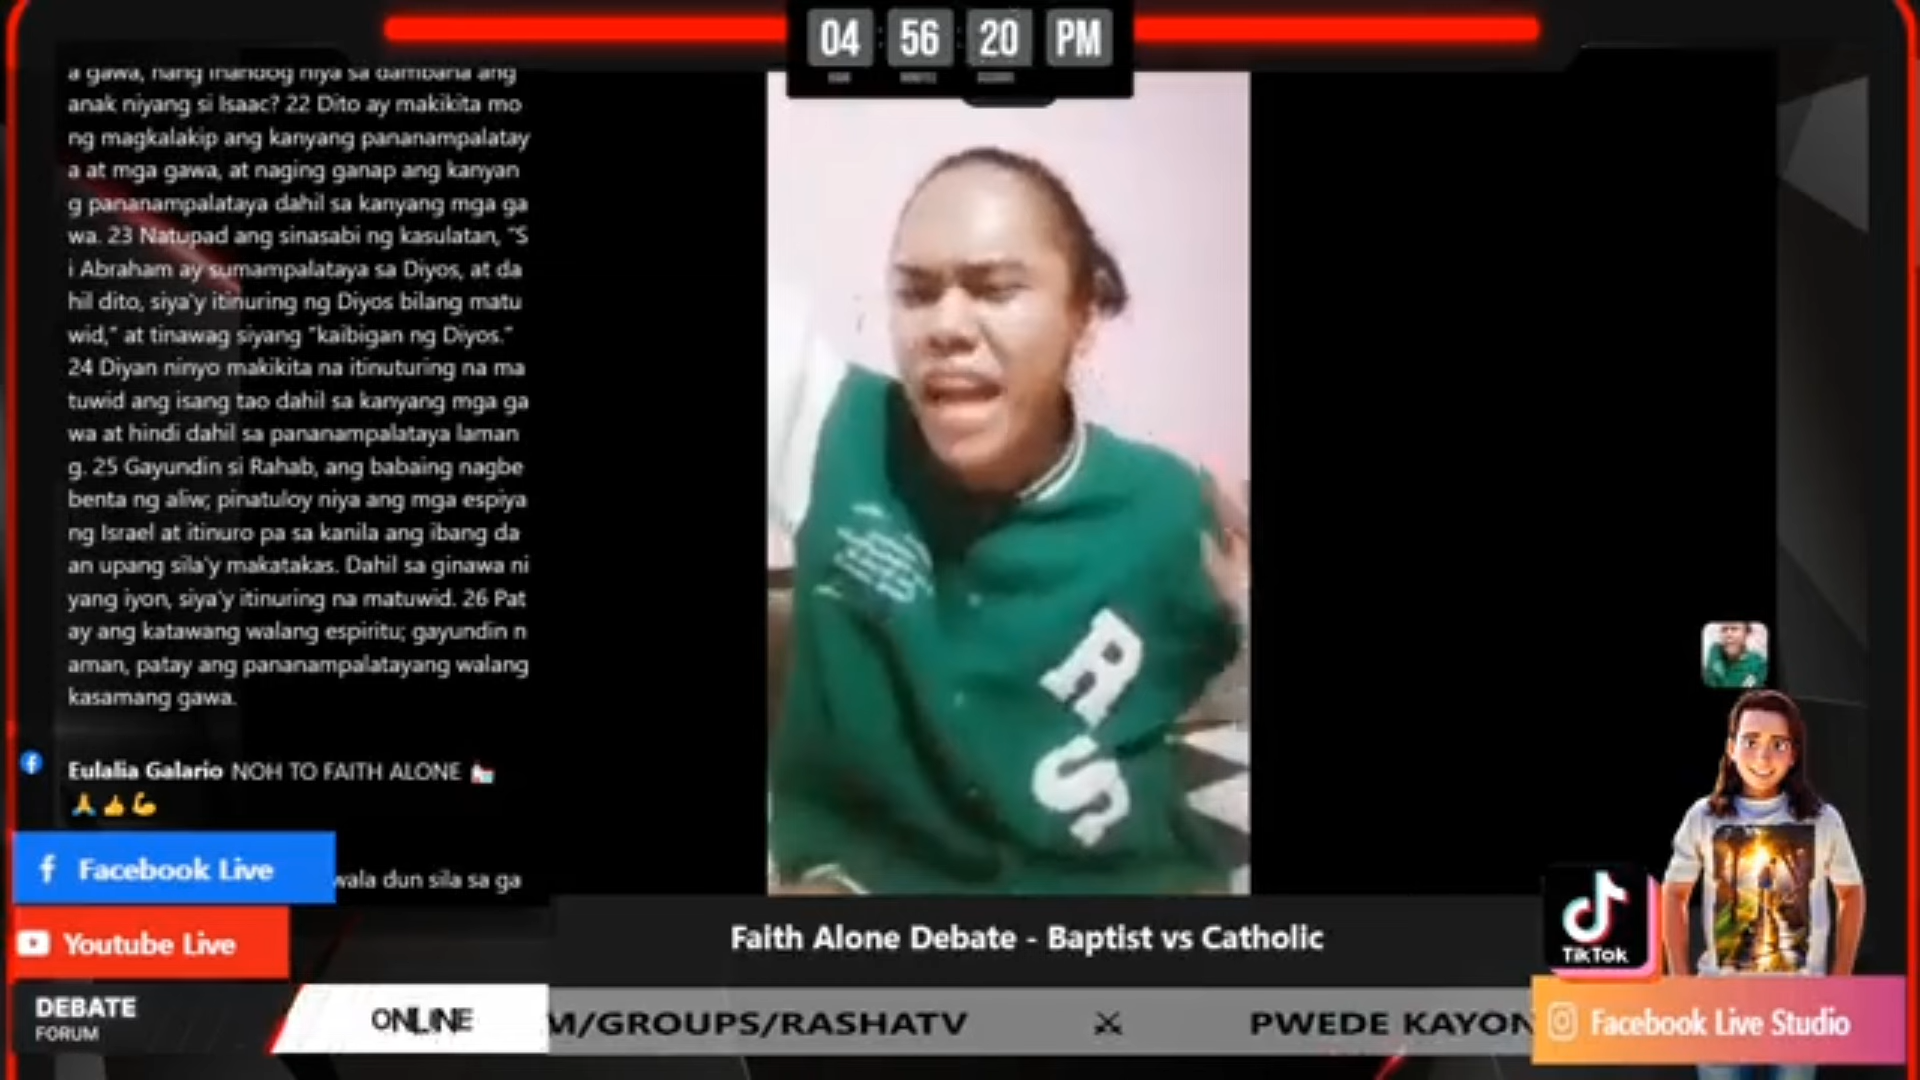 04 56 20 PM
a gawa, nang ihandog niya sa dambana ang
anak niyang si Isaac? 22 Dito ay makikita mo
ng magkalakip ang kanyang pananampalatay
a at mga gawa, at naging ganap ang kanyan
g pananampalataya dahil sa kanyang mga ga
wa. 23 Natupad ang sinasabi ng kasulatan, "S
i Abraham ay sumampalataya sa Diyos, at da
hil dito, siya'y itinuring ng Diyos bilang matu
wid," at tinawag siyang "kaibigan ng Diyos."
24 Diyan ninyo makikita na itinuturing na ma
tuwid ang isang tao dahil sa kanyang mga ga
wa at hindi dahil sa pananampalataya laman
g. 25 Gayundin si Rahab, ang babaing nagbe
benta ng aliw; pinatuloy niya ang mga espiya
ng Israel at itinuro pa sa kanila ang ibang da
an upang sila'y makatakas. Dahil sa ginawa ni
yang iyon, siya'y itinuring na matuwid. 26 Pat
ay ang katawang walang espiritu; gayundin n
aman, patay ang pananampalatayang walang
kasamang gawa.
Eulalia Galario NOH TO FAITH ALONE
wala dun sila sa ga
Facebook Live
Youtube Live
R
S
Faith Alone Debate - Baptist vs Catholic
TikTok
DEBATE
FORUM
ONLINE
M/GROUPS/RASHATV
PWEDE KAYON
Facebook Live Studio